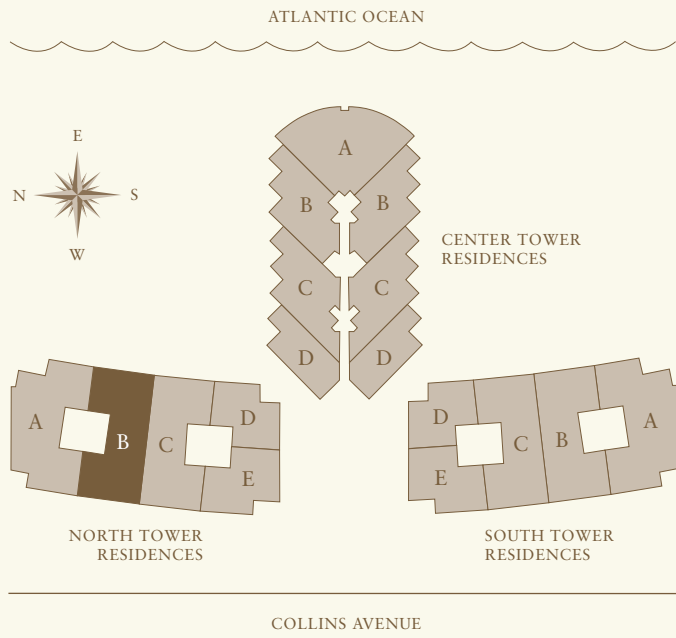 ATLANTIC OCEAN
E
N
S
W
A
B
B
C
C
D
D
CENTER TOWER
RESIDENCES
A
B
C
D
E
NORTH TOWER
RESIDENCES
D
E
C
B
A
SOUTH TOWER
RESIDENCES
COLLINS AVENUE